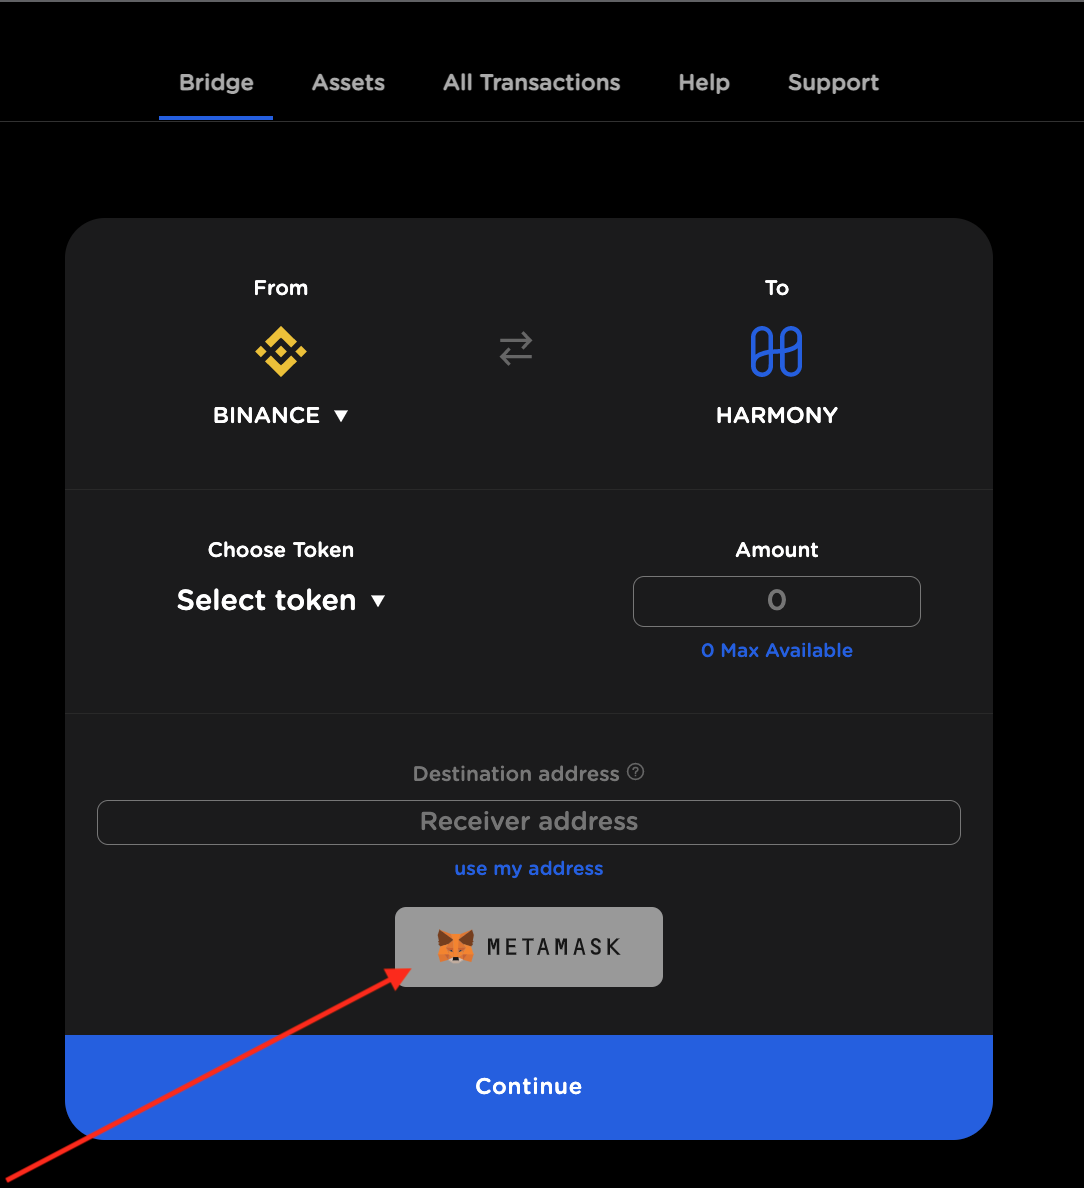 Bridge Assets All Transactions Help Support
From To
BINANCE ▼ HARMONY
Choose Token Amount
Select token ▼ 0
0 Max Available
Destination address ?
Receiver address
use my address
METAMASK
Continue